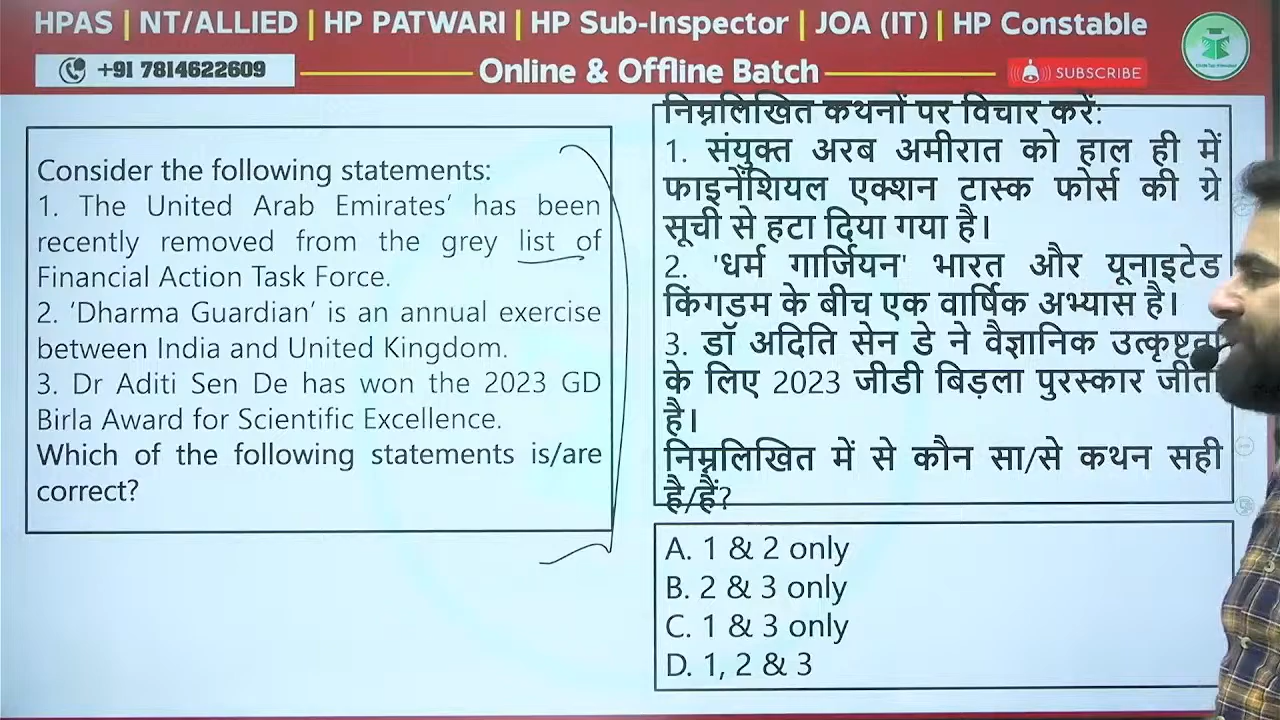 HPAS | NT/ALLIED | HP PATWARI | HP Sub-Inspector | JOA (IT) | HP Constable
+91 7814622609
Online & Offline Batch
SUBSCRIBE
Consider the following statements:
1. The United Arab Emirates’ has been
recently removed from the grey list of
Financial Action Task Force.
2. ‘Dharma Guardian’ is an annual exercise
between India and United Kingdom.
3. Dr Aditi Sen De has won the 2023 GD
Birla Award for Scientific Excellence.
Which of the following statements is/are
correct?
निम्नलिखित कथनों पर विचार करें:
1. संयुक्त अरब अमीरात को हाल ही में
फाइनेंशियल एक्शन टास्क फोर्स की ग्रे
सूची से हटा दिया गया है।
2. 'धर्म गार्जियन' भारत और यूनाइटेड
किंगडम के बीच एक वार्षिक अभ्यास है।
3. डॉ अदिति सेन डे ने वैज्ञानिक उत्कृष्टता
के लिए 2023 जीडी बिड़ला पुरस्कार जीता
है।
निम्नलिखित में से कौन सा/से कथन सही
है/हैं?
A. 1 & 2 only
B. 2 & 3 only
C. 1 & 3 only
D. 1, 2 & 3